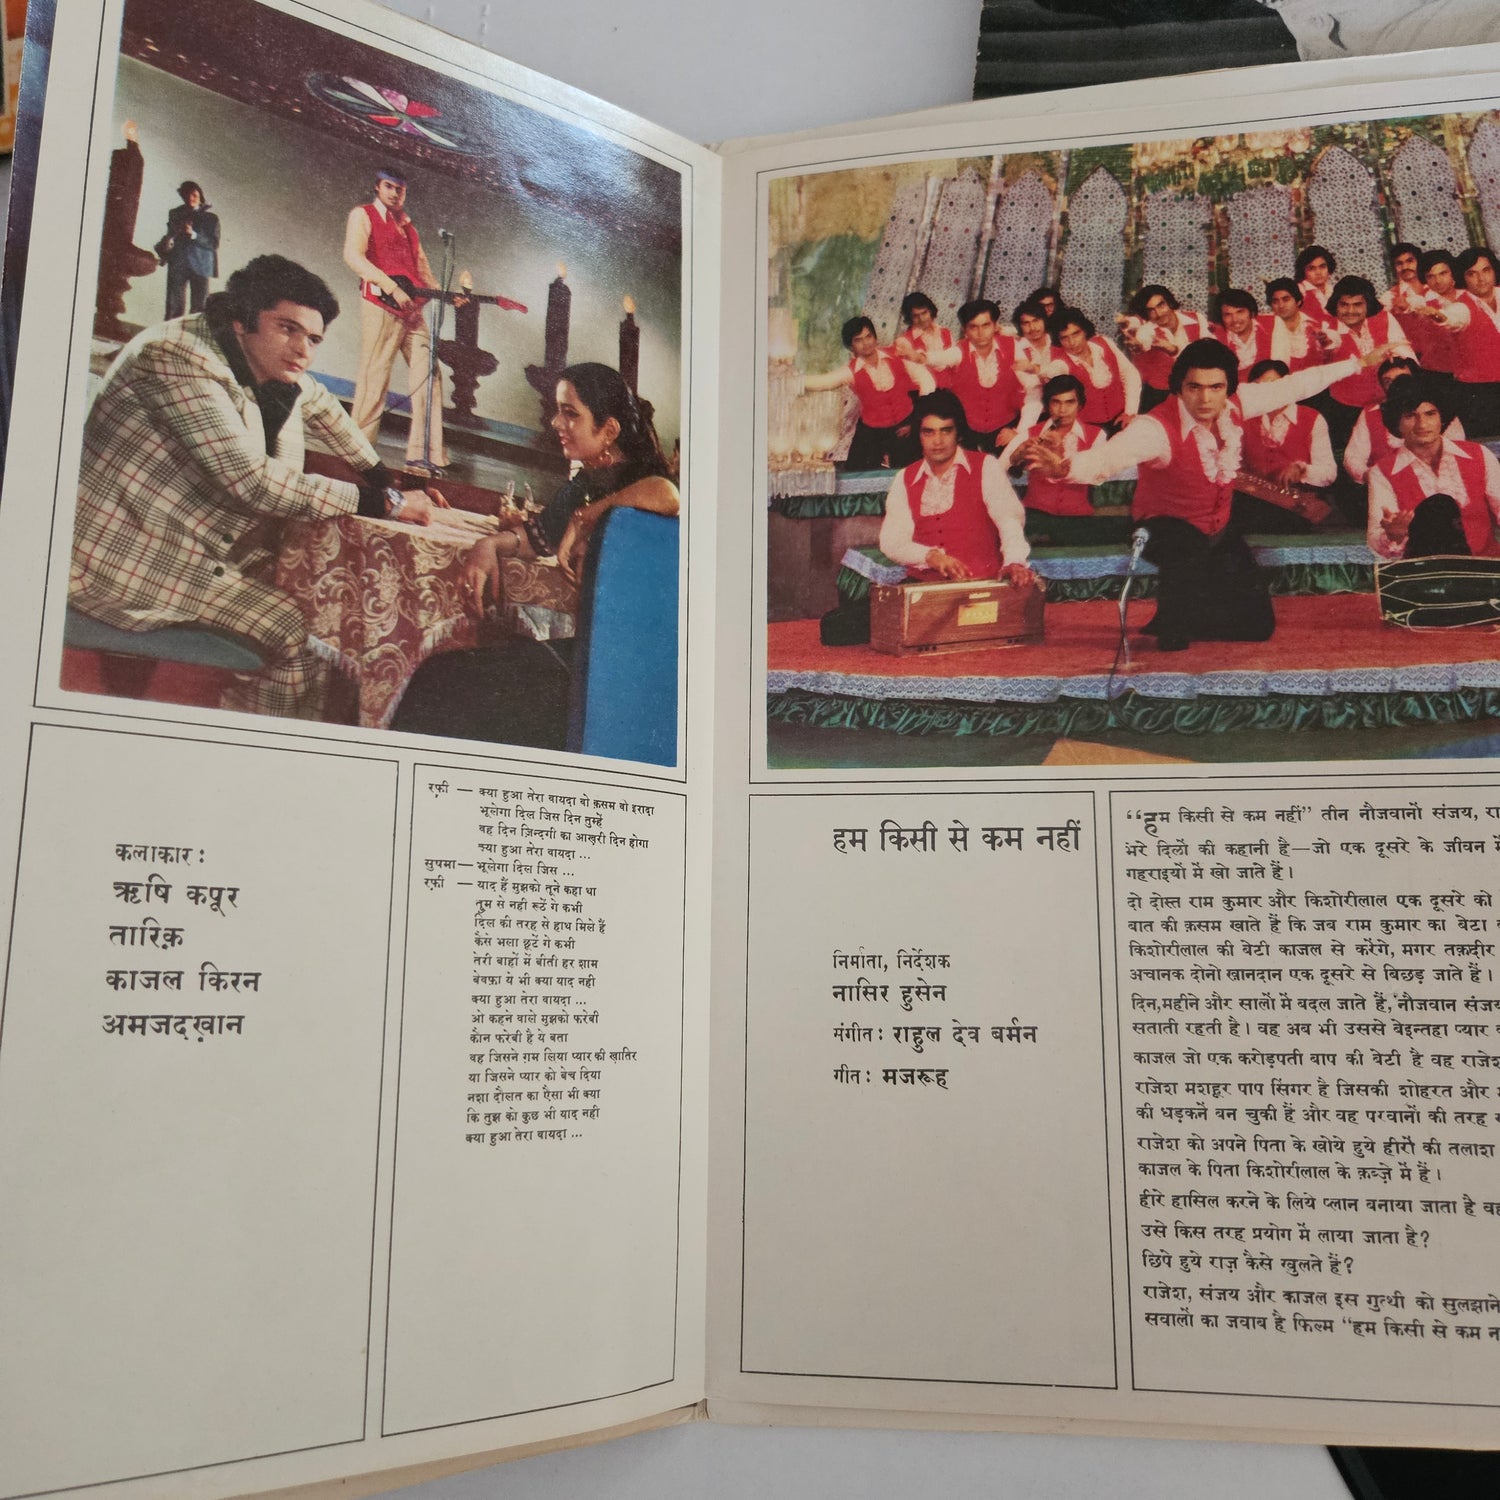 कलाकार:
ऋषि कपूर
तारिक़
काजल किरन
अमजदख़ान
रफ़ी — क्या हुआ तेरा वायदा वो क़सम वो इरादा
भूलेगा दिल जिस दिन तुम्हें
वह दिन ज़िन्दगी का आख़री दिन होगा
क्या हुआ तेरा वायदा ...
सुषमा — भूलेगा दिल जिस ...
रफ़ी — याद हैं मुझको तूने कहा था
तुम से नही रूठें गे कभी
दिल की तरह से हाथ मिले हैं
कैसे भला छूटें गे कभी
तेरी बाहों में बीती हर शाम
बेवफ़ा ये भी क्या याद नही
क्या हुआ तेरा वायदा ...
ओ कहने वाले मुझको फरेबी
कौन फरेबी है ये बता
वह जिसने ग़म लिया प्यार की ख़ातिर
या जिसने प्यार को बेच दिया
नशा दौलत का ऐसा भी क्या
कि तुझ को कुछ भी याद नही
क्या हुआ तेरा वायदा ...
हम किसी से कम नहीं
निर्माता, निर्देशक
नासिर हुसेन
संगीत: राहुल देव बर्मन
गीत: मजरूह
“हम किसी से कम नहीं” तीन नौजवानों संजय,
भरे दिलों की कहानी है—जो एक दूसरे के जीवन
गहराइयों में खो जाते हैं।
दो दोस्त राम कुमार और किशोरीलाल एक दूसरे को
बात की क़सम खाते हैं कि जब राम कुमार का बेटा
किशोरीलाल की बेटी काजल से करेंगे, मगर तक़दीर
अचानक दोनो खानदान एक दूसरे से बिछड़ जाते हैं।
दिन,महीने और सालों में बदल जाते हैं, नौजवान संजय
सताती रहती है। वह अब भी उससे बेइन्तहा प्यार
काजल जो एक करोड़पती बाप की बेटी है वह राजेश
राजेश मशहूर पाप सिंगर है जिसकी शोहरत और
की धड़कनें बन चुकी हैं और वह परवानों की तरह
राजेश को अपने पिता के खोये हुये हीरों की तलाश
काजल के पिता किशोरीलाल के क़ब्ज़े में हैं।
हीरे हासिल करने के लिये प्लान बनाया जाता है
उसे किस तरह प्रयोग में लाया जाता है?
छिपे हुये राज़ कैसे खुलते हैं?
राजेश, संजय और काजल इस गुत्थी को सुलझाने
सवालों का जवाब है फिल्म “हम किसी से कम